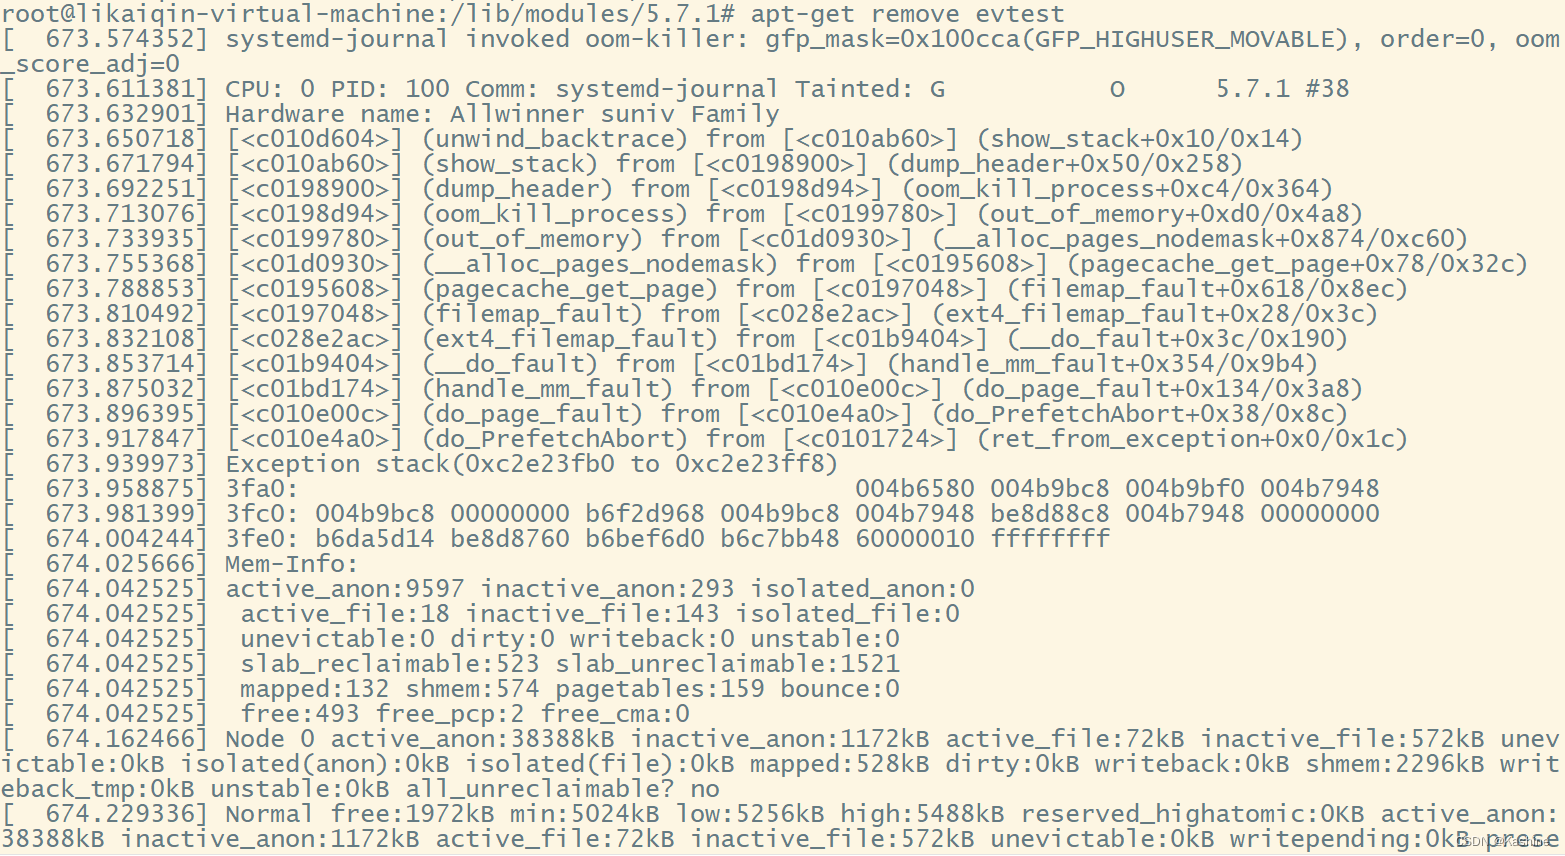 root@likaiqin-virtual-machine:/lib/modules/5.7.1# apt-get remove evtest
[  673.574352] systemd-journal invoked oom-killer: gfp_mask=0x100cca(GFP_HIGHUSER_MOVABLE), order=0, oom
_score_adj=0
[  673.611381] CPU: 0 PID: 100 Comm: systemd-journal Tainted: G           O      5.7.1 #38
[  673.632901] Hardware name: Allwinner suniv Family
[  673.650718] [<c010d604>] (unwind_backtrace) from [<c010ab60>] (show_stack+0x10/0x14)
[  673.671794] [<c010ab60>] (show_stack) from [<c0198900>] (dump_header+0x50/0x258)
[  673.692251] [<c0198900>] (dump_header) from [<c0198d94>] (oom_kill_process+0xc4/0x364)
[  673.713076] [<c0198d94>] (oom_kill_process) from [<c0199780>] (out_of_memory+0xd0/0x4a8)
[  673.733935] [<c0199780>] (out_of_memory) from [<c01d0930>] (__alloc_pages_nodemask+0x874/0xc60)
[  673.755368] [<c01d0930>] (__alloc_pages_nodemask) from [<c0195608>] (pagecache_get_page+0x78/0x32c)
[  673.788853] [<c0195608>] (pagecache_get_page) from [<c0197048>] (filemap_fault+0x618/0x8ec)
[  673.810492] [<c0197048>] (filemap_fault) from [<c028e2ac>] (ext4_filemap_fault+0x28/0x3c)
[  673.832108] [<c028e2ac>] (ext4_filemap_fault) from [<c01b9404>] (__do_fault+0x3c/0x190)
[  673.853714] [<c01b9404>] (__do_fault) from [<c01bd174>] (handle_mm_fault+0x354/0x9b4)
[  673.875032] [<c01bd174>] (handle_mm_fault) from [<c010e00c>] (do_page_fault+0x134/0x3a8)
[  673.896395] [<c010e00c>] (do_page_fault) from [<c010e4a0>] (do_PrefetchAbort+0x38/0x8c)
[  673.917847] [<c010e4a0>] (do_PrefetchAbort) from [<c0101724>] (ret_from_exception+0x0/0x1c)
[  673.939973] Exception stack(0xc2e23fb0 to 0xc2e23ff8)
[  673.958875] 3fa0:                                     004b6580 004b9bc8 004b9bf0 004b7948
[  673.981399] 3fc0: 004b9bc8 00000000 b6f2d968 004b9bc8 004b7948 be8d88c8 004b7948 00000000
[  674.004244] 3fe0: b6da5d14 be8d8760 b6bef6d0 b6c7bb48 60000010 ffffffff
[  674.025666] Mem-Info:
[  674.042525] active_anon:9597 inactive_anon:293 isolated_anon:0
[  674.042525]  active_file:18 inactive_file:143 isolated_file:0
[  674.042525]  unevictable:0 dirty:0 writeback:0 unstable:0
[  674.042525]  slab_reclaimable:523 slab_unreclaimable:1521
[  674.042525]  mapped:132 shmem:574 pagetables:159 bounce:0
[  674.042525]  free:493 free_pcp:2 free_cma:0
[  674.162466] Node 0 active_anon:38388kB inactive_anon:1172kB active_file:72kB inactive_file:572kB unev
ictable:0kB isolated(anon):0kB isolated(file):0kB mapped:528kB dirty:0kB writeback:0kB shmem:2296kB writ
eback_tmp:0kB unstable:0kB all_unreclaimable? no
[  674.229336] Normal free:1972kB min:5024kB low:5256kB high:5488kB reserved_highatomic:0KB active_anon:
38388kB inactive_anon:1172kB active_file:72kB inactive_file:572kB unevictable:0kB writepending:0kB prese